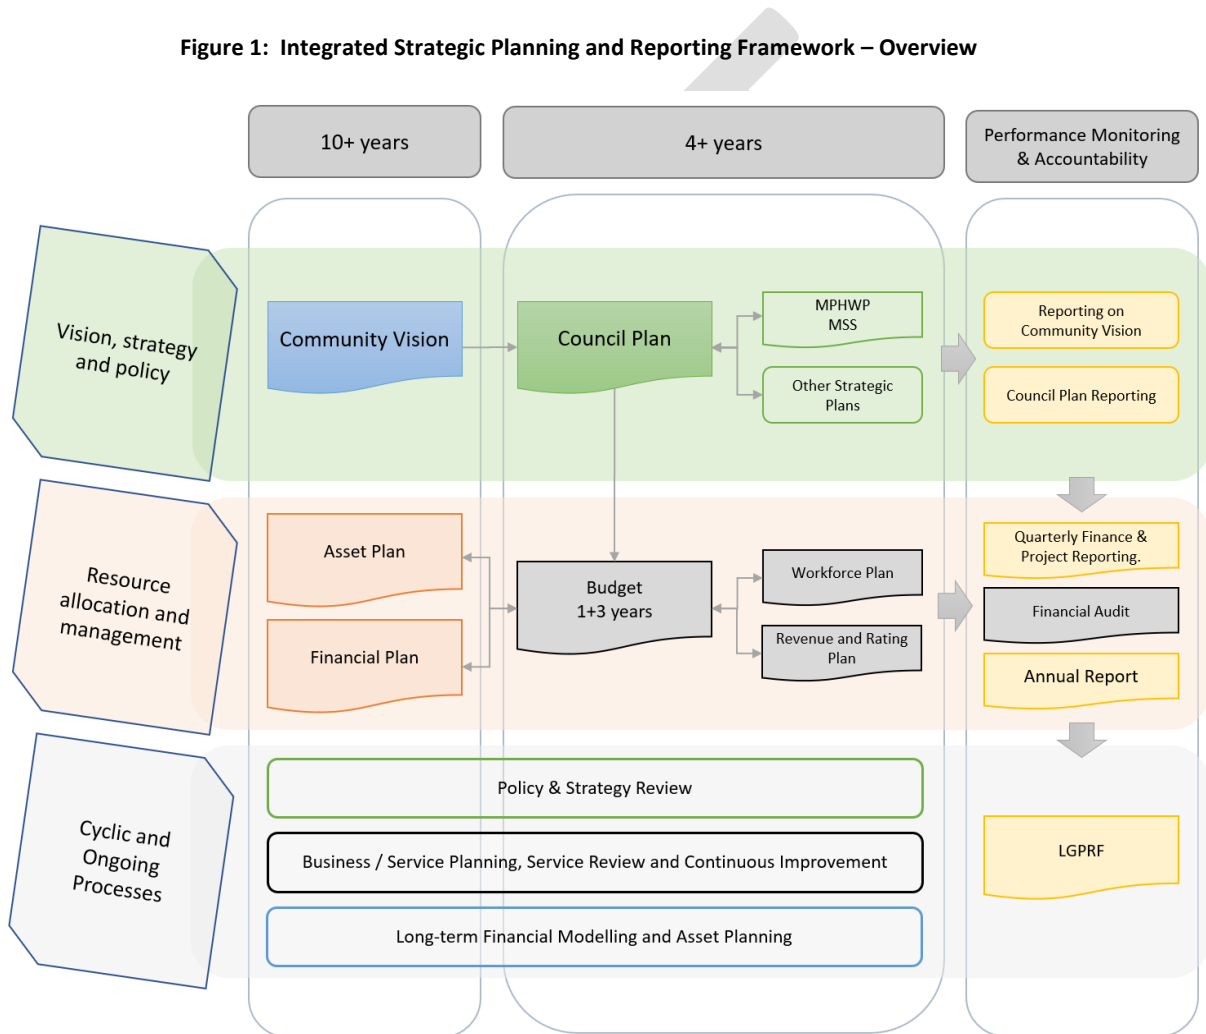 Figure 1:  Integrated Strategic Planning and Reporting Framework – Overview
10+ years
4+ years
Performance Monitoring
& Accountability
Vision, strategy
and policy
Community Vision
Council Plan
MPHWP
MSS
Other Strategic
Plans
Reporting on
Community Vision
Council Plan Reporting
Resource
allocation and
management
Asset Plan
Financial Plan
Budget
1+3 years
Workforce Plan
Revenue and Rating
Plan
Quarterly Finance &
Project Reporting.
Financial Audit
Annual Report
Cyclic and
Ongoing
Processes
Policy & Strategy Review
Business / Service Planning, Service Review and Continuous Improvement
Long-term Financial Modelling and Asset Planning
LGPRF